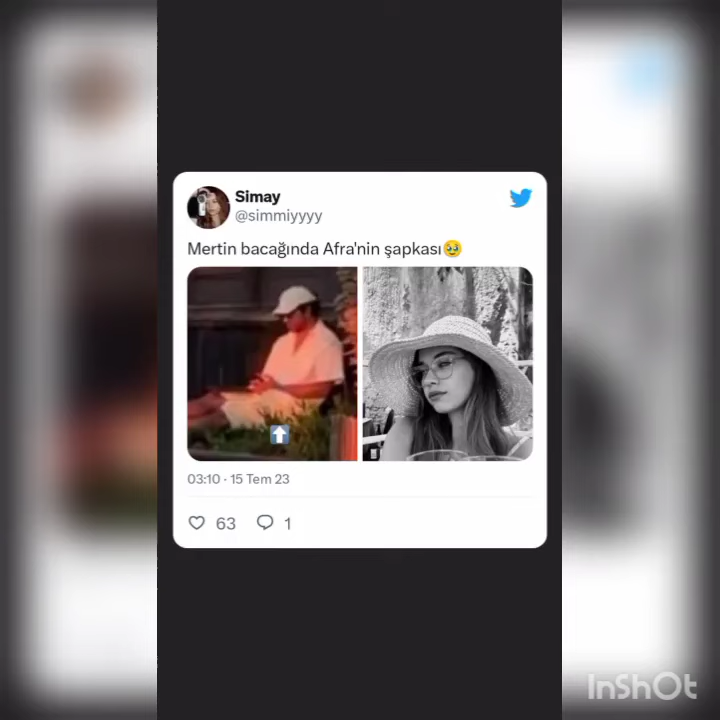 Simay
@simmiyyyy
Mertin bacağında Afra'nin şapkası🥹
03:10 · 15 Tem 23
63
1
InShOt